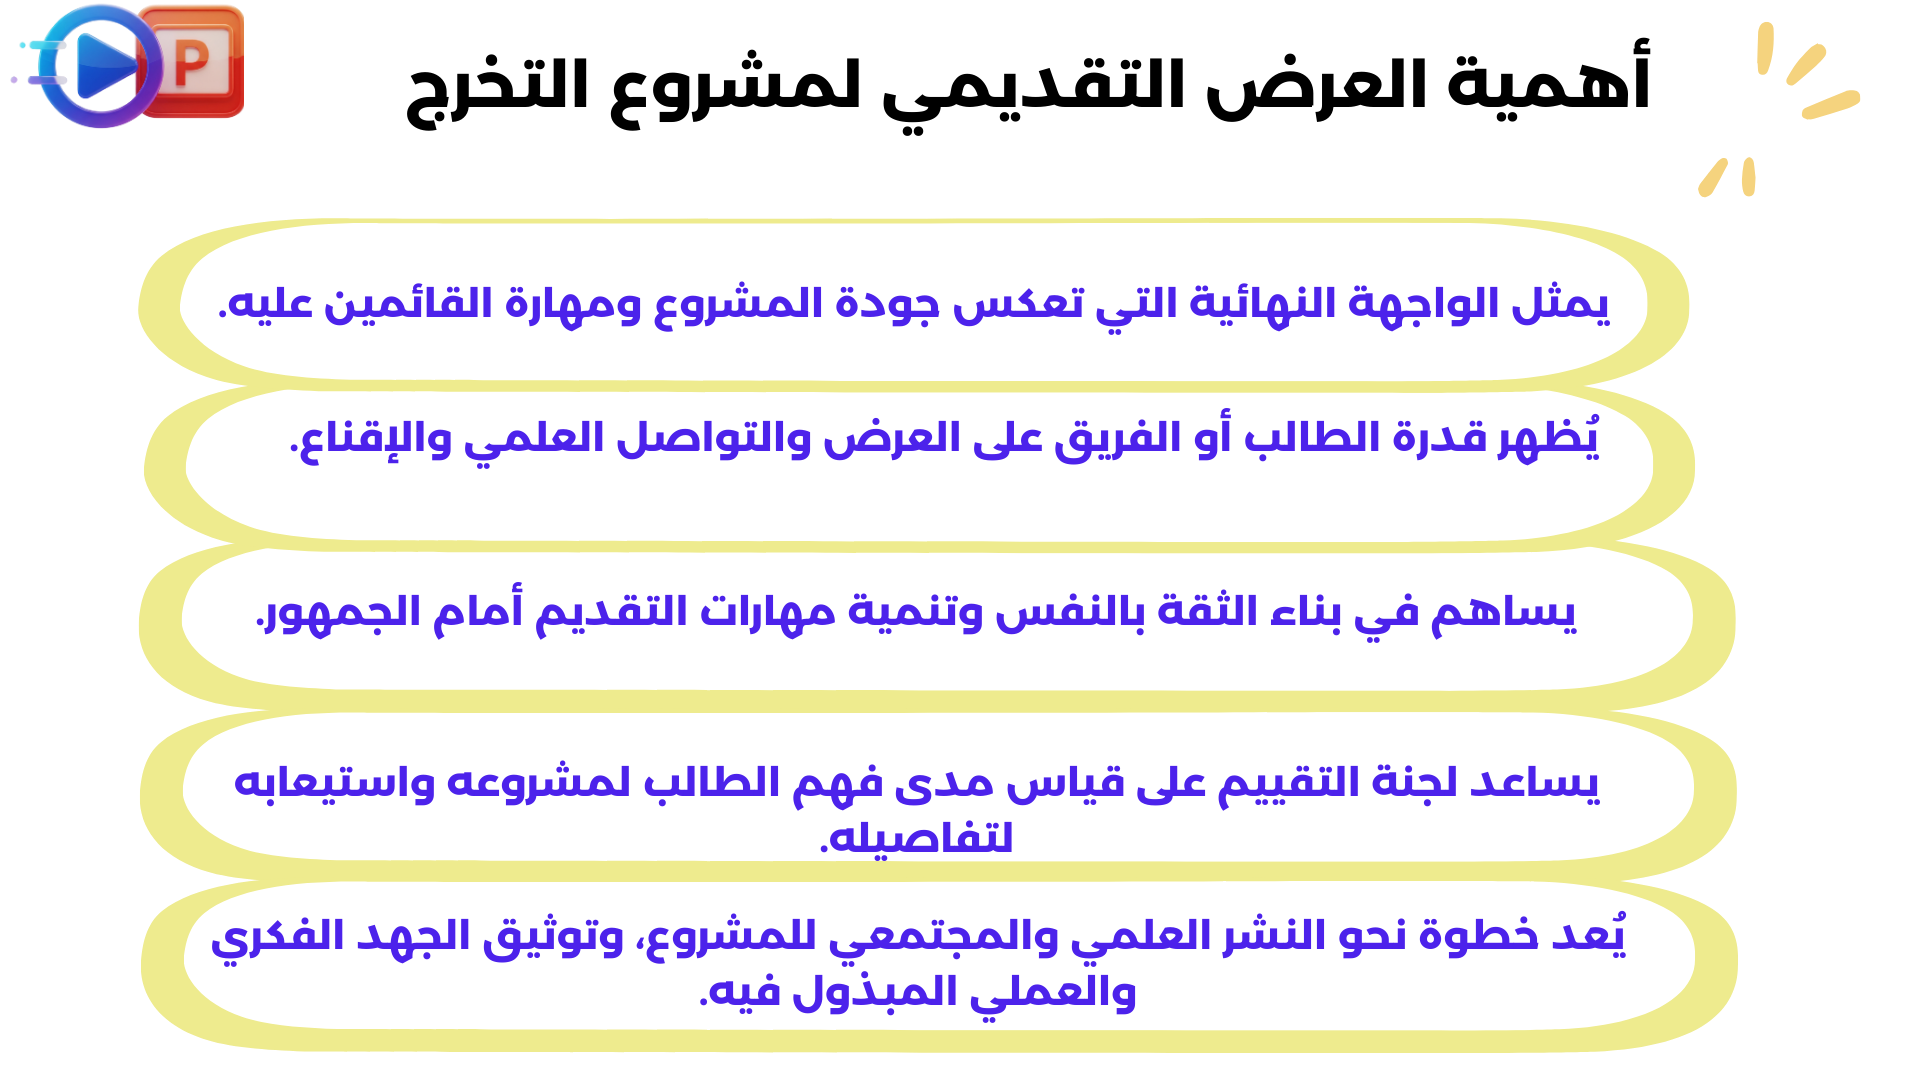 P
أهمية العرض التقديمي لمشروع التخرج
يمثل الواجهة النهائية التي تعكس جودة المشروع ومهارة القائمين عليه.
يُظهر قدرة الطالب أو الفريق على العرض والتواصل العلمي والإقناع.
يساهم في بناء الثقة بالنفس وتنمية مهارات التقديم أمام الجمهور.
يساعد لجنة التقييم على قياس مدى فهم الطالب لمشروعه واستيعابه
لتفاصيله.
يُعد خطوة نحو النشر العلمي والمجتمعي للمشروع، وتوثيق الجهد الفكري
والعملي المبذول فيه.